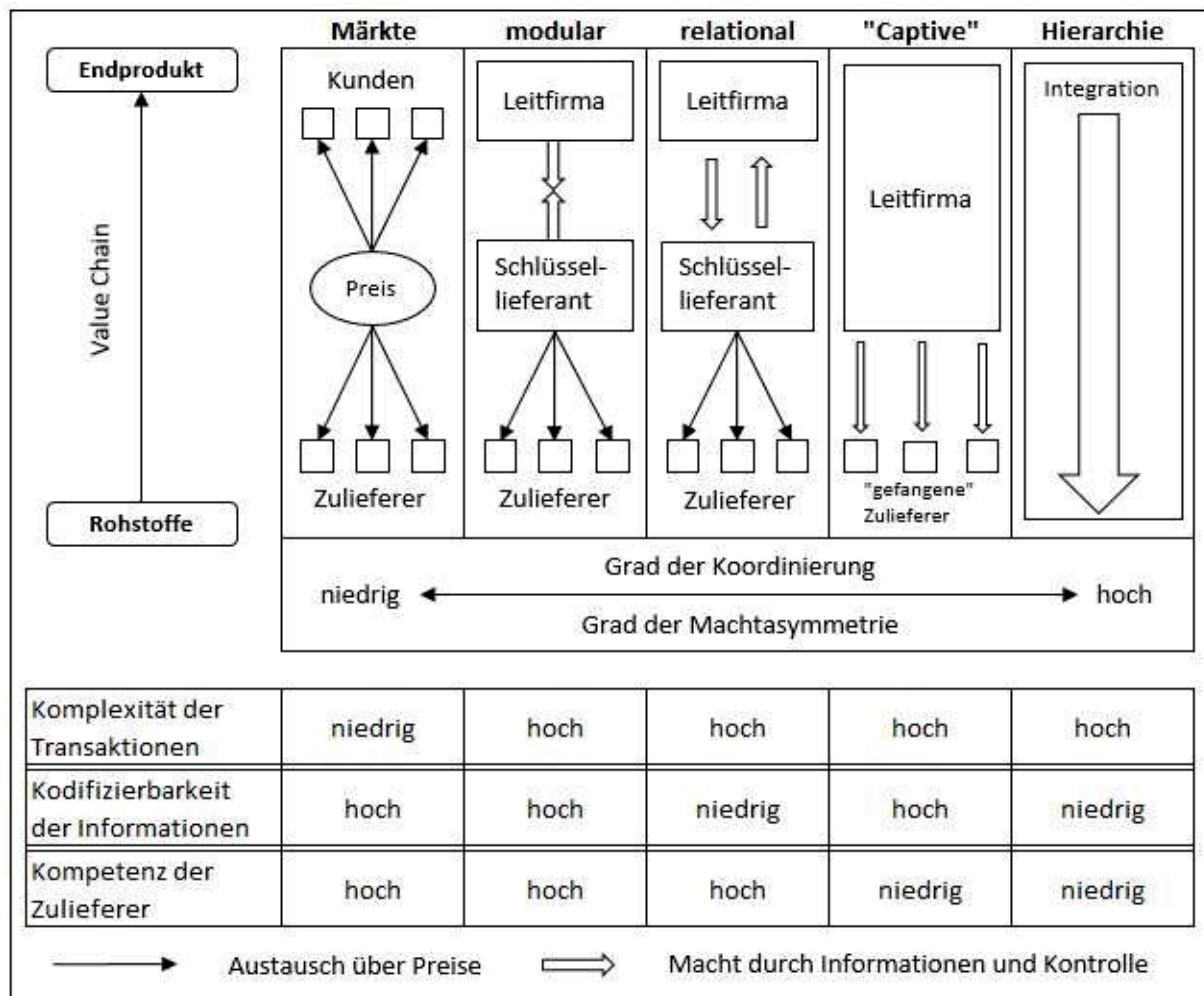 Märkte
modular
relational
"Captive"
Hierarchie
Endprodukt
Value Chain
Rohstoffe
Kunden
Preis
Zulieferer
Leitfirma
Schlüssel-
lieferant
Zulieferer
Leitfirma
Schlüssel-
lieferant
Zulieferer
Leitfirma
"gefangene"
Zulieferer
Integration
Grad der Koordinierung
niedrig
hoch
Grad der Machtasymmetrie
Komplexität der
Transaktionen
niedrig hoch hoch hoch hoch
Kodifizierbarkeit
der Informationen
hoch hoch niedrig hoch niedrig
Kompetenz der
Zulieferer
hoch hoch hoch niedrig niedrig
Austausch über Preise
Macht durch Informationen und Kontrolle